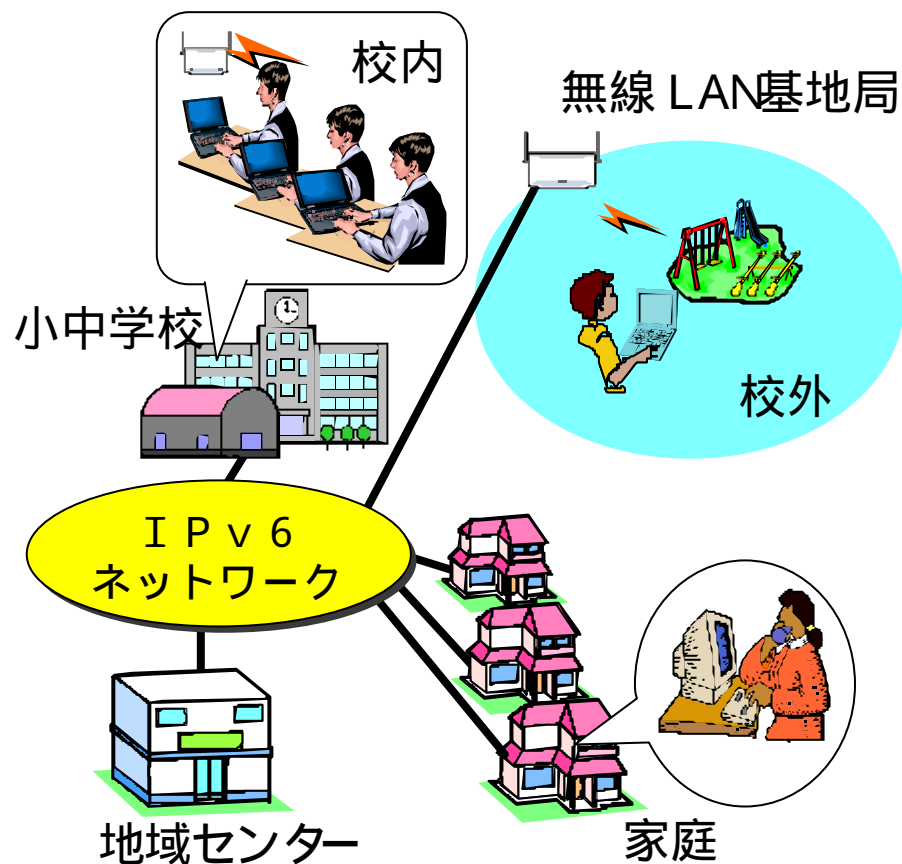 校内
無線LAN基地局
小中学校
校外
IPv6
ネットワーク
地域センター
家庭